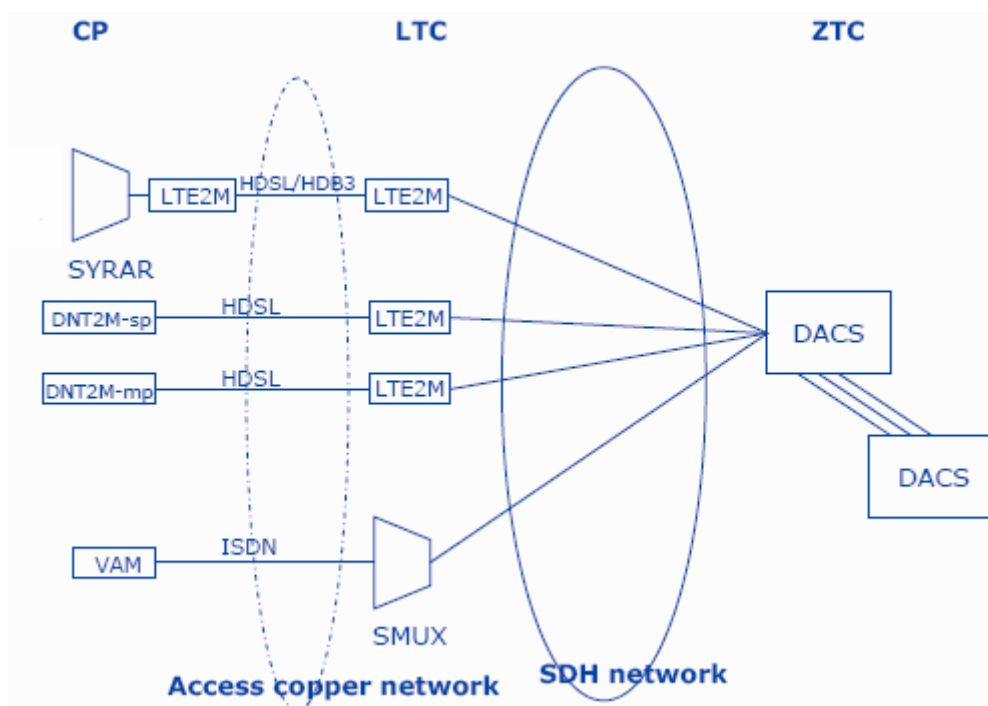 CP LTC ZTC
LTE2M HDSL/HDB3 LTE2M
SYRAR
DNT2M-sp HDSL LTE2M
DACS
DNT2M-mp HDSL LTE2M
DACS
VAM ISDN
SMUX
Access copper network SDH network